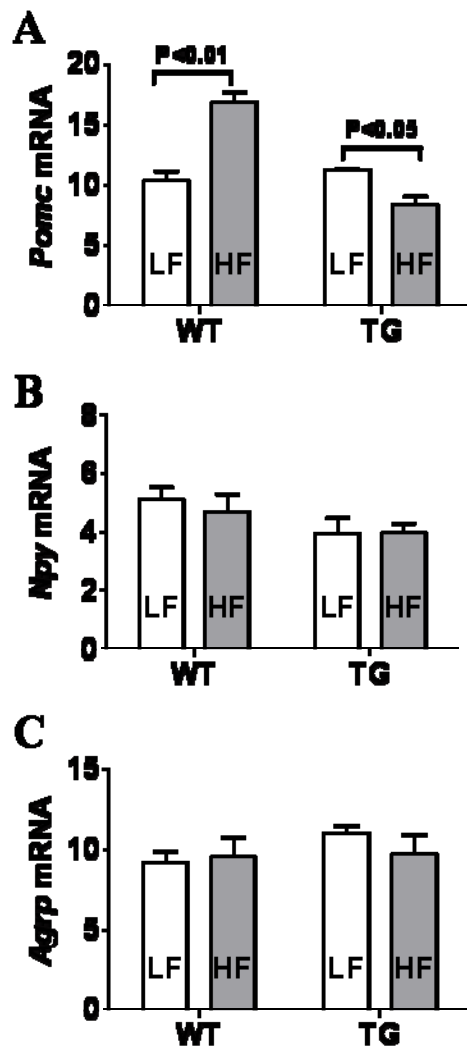 A
Pomc mRNA
20
15
10
5
0
P<0.01
P<0.05
LF
HF
LF
HF
WT
TG
B
Npy mRNA
8
6
4
2
0
LF
HF
LF
HF
WT
TG
C
Agrp mRNA
15
10
5
0
LF
HF
LF
HF
WT
TG